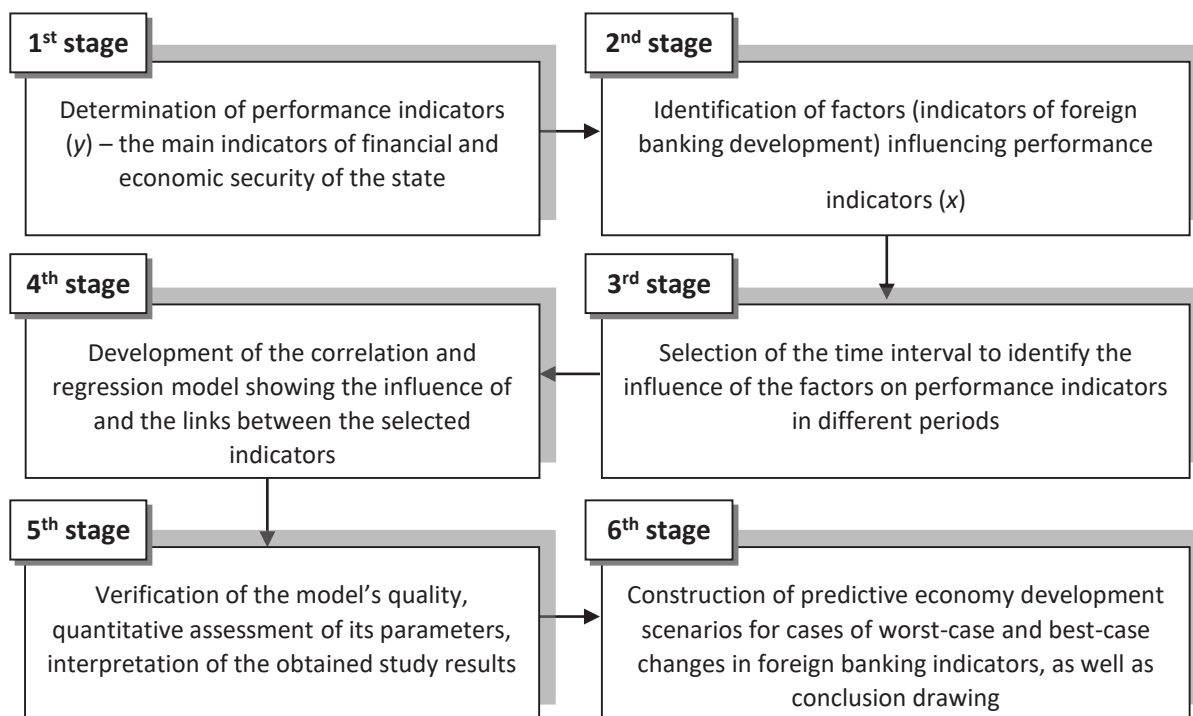 1st stage
Determination of performance indicators
(y) – the main indicators of financial and
economic security of the state
2nd stage
Identification of factors (indicators of foreign
banking development) influencing performance
indicators (x)
3rd stage
Selection of the time interval to identify the
influence of the factors on performance indicators
in different periods
4th stage
Development of the correlation and
regression model showing the influence of
and the links between the selected
indicators
5th stage
Verification of the model’s quality,
quantitative assessment of its parameters,
interpretation of the obtained study results
6th stage
Construction of predictive economy development
scenarios for cases of worst-case and best-case
changes in foreign banking indicators, as well as
conclusion drawing